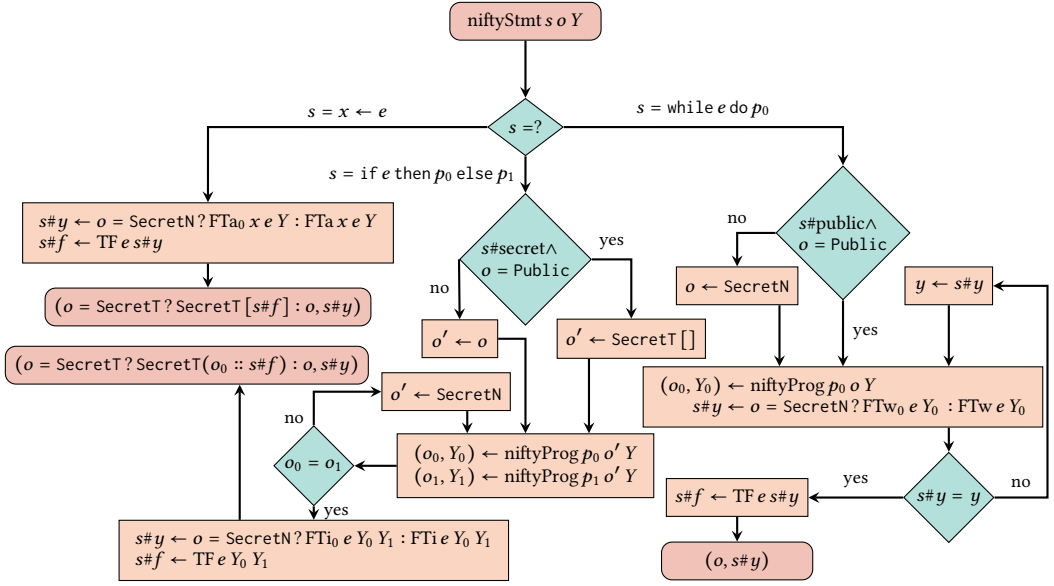 niftyStmt s o Y
s = x ← e
s =?
s = while e do p₀
s = if e then p₀ else p₁
s#y ← o = SecretN ? FTa₀ x e Y : FTa x e Y
s#f ← TF e s#y
(o = SecretT ? SecretT [s#f] : o, s#y)
s#secret∧
o = Public
no
yes
o′ ← o
o′ ← SecretT []
s#public∧
o = Public
no
yes
o ← SecretN
y ← s#y
(o = SecretT ? SecretT(o₀ :: s#f) : o, s#y)
o′ ← SecretN
no
o₀ = o₁
yes
(o₀, Y₀) ← niftyProg p₀ o′ Y
(o₁, Y₁) ← niftyProg p₁ o′ Y
(o₀, Y₀) ← niftyProg p₀ o Y
s#y ← o = SecretN ? FTw₀ e Y₀ : FTw e Y₀
s#y = y
yes
no
s#f ← TF e s#y
(o, s#y)
s#y ← o = SecretN ? FTi₀ e Y₀ Y₁ : FTi e Y₀ Y₁
s#f ← TF e Y₀ Y₁